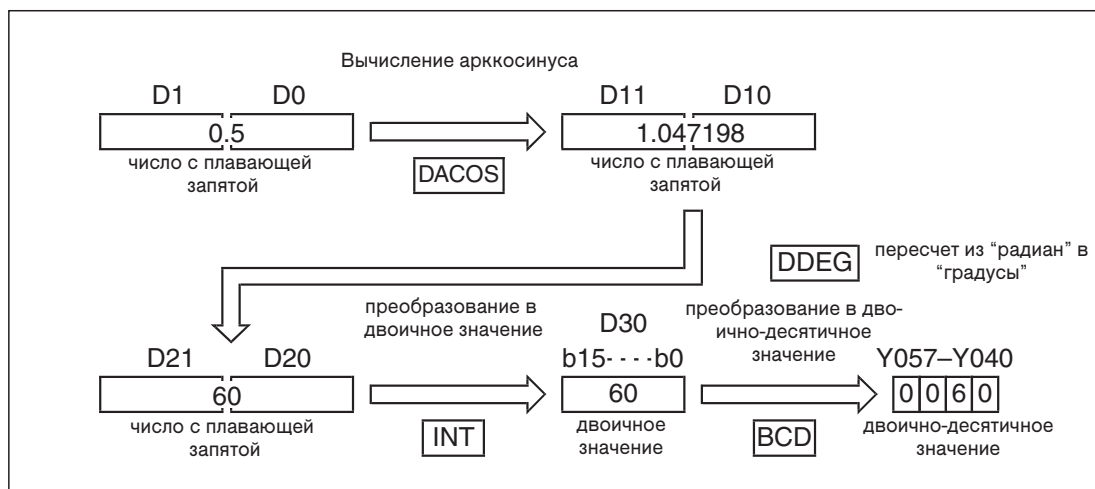 Вычисление арккосинуса
D1 D0 D11 D10
0.5 1.047198
число с плавающей
запятой
DACOS
число с плавающей
запятой
DDEG
пересчет из “радиан” в
“градусы”
преобразование в
двоичное значение
преобразование в дво-
ично-десятичное
значение
D21 D20
D30
b15- - - -b0
Y057–Y040
60
60
0 0 6 0
число с плавающей
запятой
INT
двоичное
значение
BCD
двоично-десятичное
значение